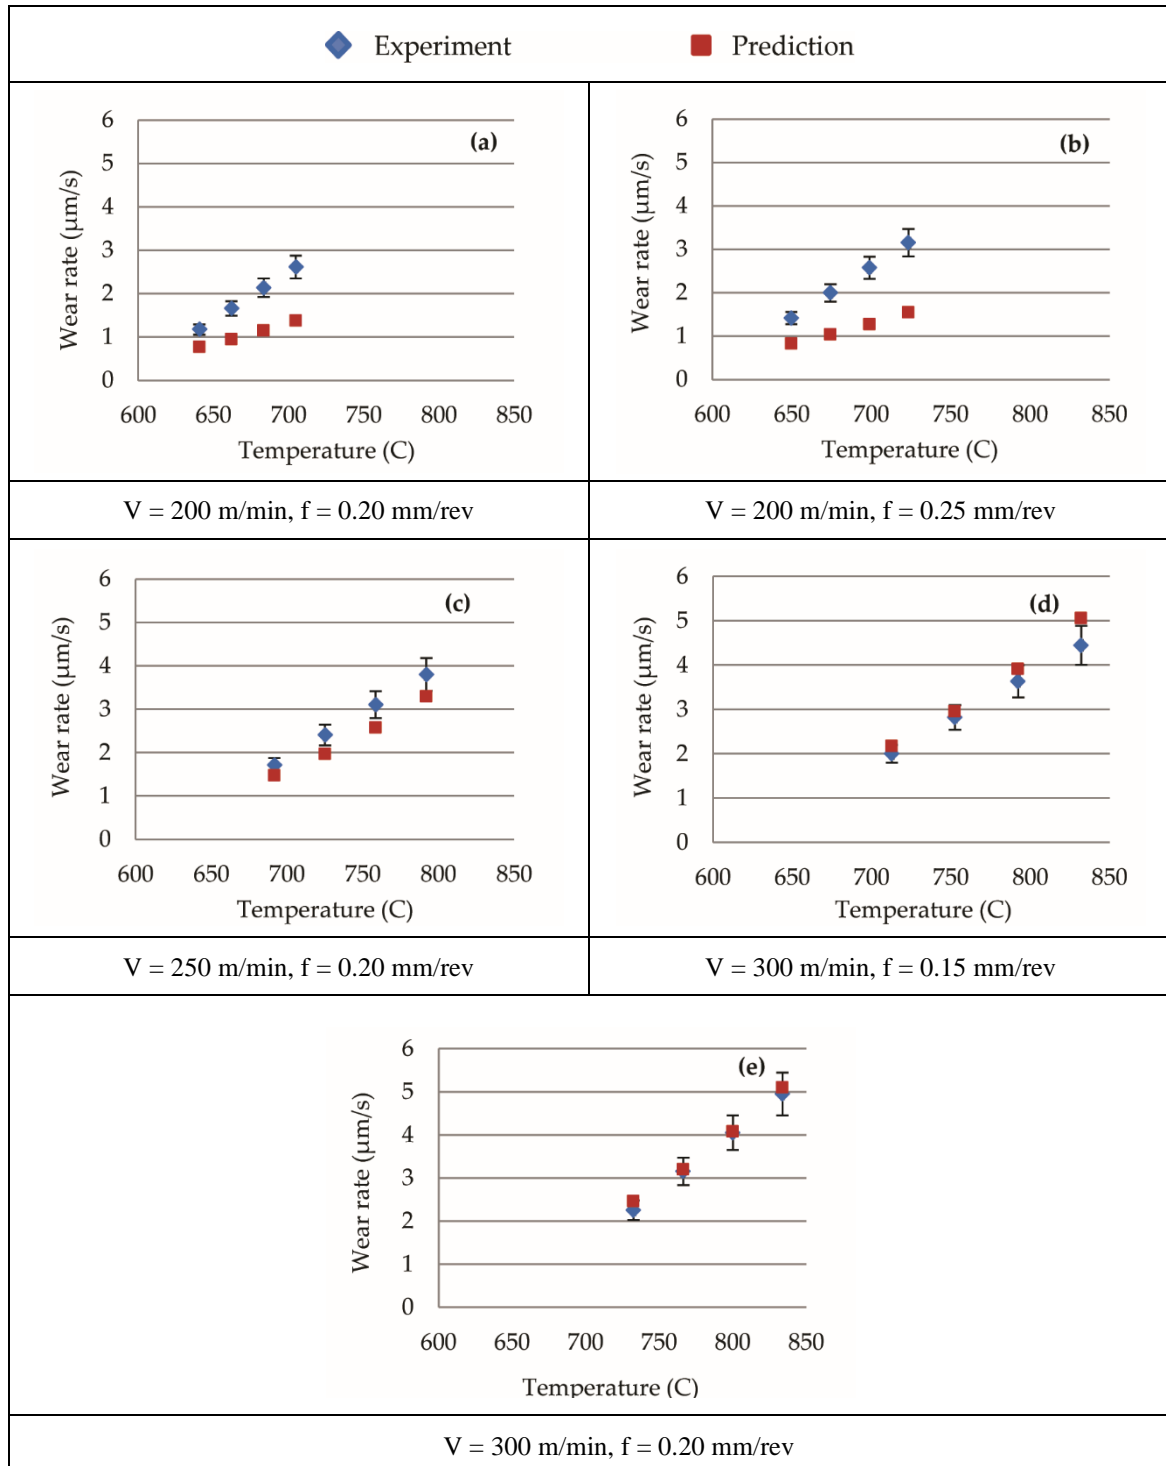 Experiment Prediction
6
5
4
3
2
1
0
Wear rate (µm/s)
(a)
600 650 700 750 800 850
Temperature (C)
6
5
4
3
2
1
0
Wear rate (µm/s)
(b)
600 650 700 750 800 850
Temperature (C)
V = 200 m/min, f = 0.20 mm/rev
V = 200 m/min, f = 0.25 mm/rev
6
5
4
3
2
1
0
Wear rate (µm/s)
(c)
600 650 700 750 800 850
Temperature (C)
6
5
4
3
2
1
0
Wear rate (µm/s)
(d)
600 650 700 750 800 850
Temperature (C)
V = 250 m/min, f = 0.20 mm/rev
V = 300 m/min, f = 0.15 mm/rev
6
5
4
3
2
1
0
Wear rate (µm/s)
(e)
600 650 700 750 800 850
Temperature (C)
V = 300 m/min, f = 0.20 mm/rev